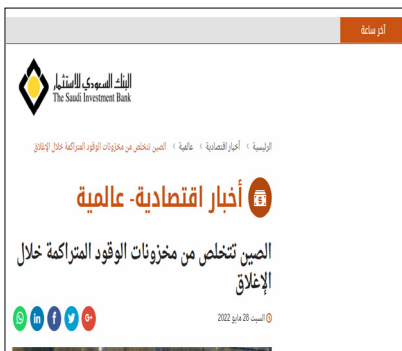 آخر ساعة
البنك السعودي للاستثمار
The Saudi Investment Bank
الرئيسية > أخبار اقتصادية > عالمية > الصين تتخلص من مخزونات الوقود المتراكمة خلال الإغلاق
أخبار اقتصادية- عالمية
الصين تتخلص من مخزونات الوقود المتراكمة خلال
الإغلاق
السبت 28 مايو 2022